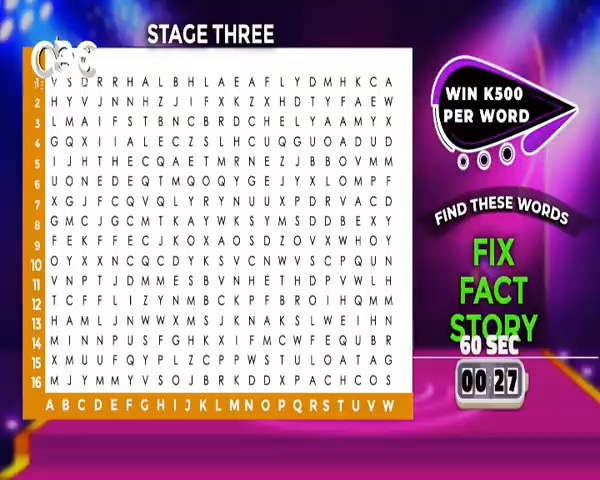 STAGE THREE
CBC
1 V S D R R H A L B H L A E A F L Y D M H K C A
2 H Y V J N N H Z J I F X K Z X H D T Y F A E W
3 L M A I F S T B N C B R D C H E L Y A A M Y X
4 G Q X I I A L E C Z S L H C U Q G U O A D U D
5 I J H T H E C Q A E T M R N E Z J B B O V M M
6 U O N E D E Q T M Q O Q Y G E J Y X L O M P F
7 X G J F C Q V Q L Y R Y N U U X P D R V A C D
8 G M C J G C M T K A Y W K S Y M S D D B E X Y
9 F E K F F E C J K O X A O S D Z O V X W H O Y
10 O Y X X N C Q C D Y K S V C N W V S C P Q U N
11 V N P T J D M M E S B V N H E T H D P V W L H
12 T C F F L I Z Y N M B C K P F B R O I H Q M M
13 H A M L J N W W X M S J K N A K S L W E I H N
14 M I N N P U S F G H K X I F M C W F E Q U B R
15 X M U U F Q Y P L Z C P P W S T U L O A T A G
16 M J Y M M Y V S O J B R K D D X P A C H C O S
A B C D E F G H I J K L M N O P Q R S T U V W
WIN K500
PER WORD
FIND THESE WORDS
FIX
FACT
STORY
60 SEC
00:27